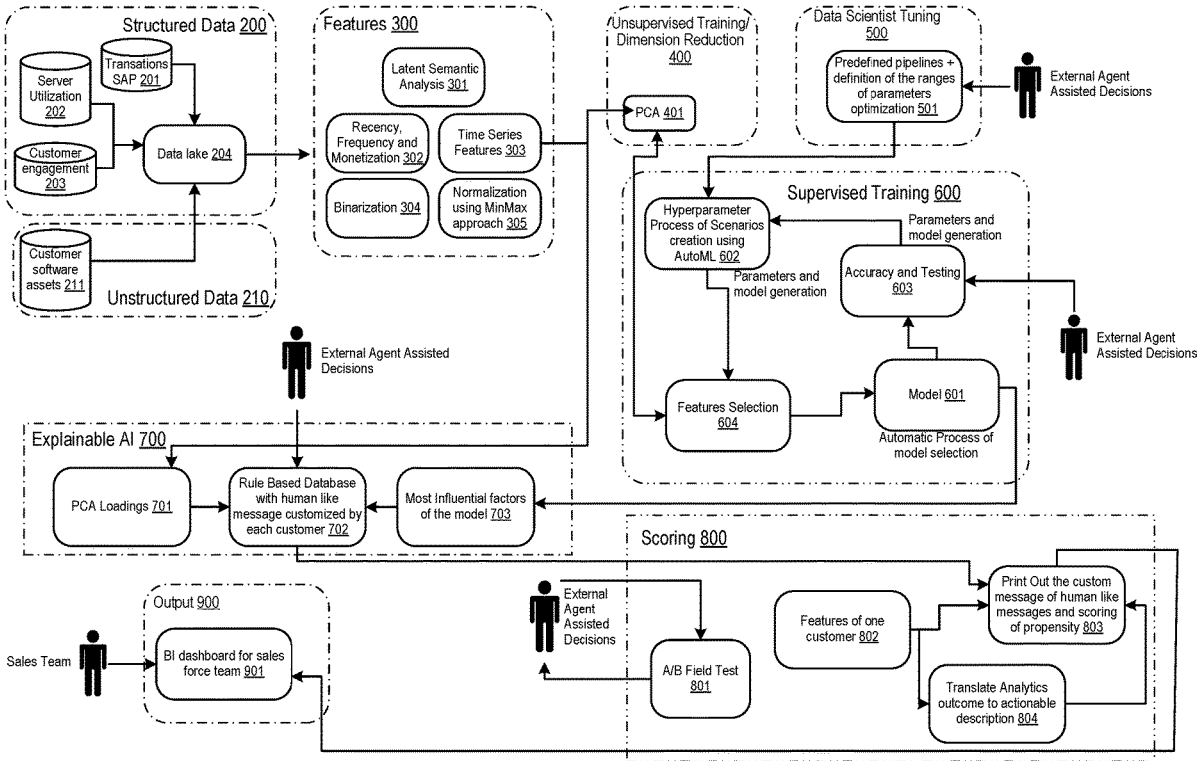 Structured Data 200
Transations
SAP 201
Server
Utilization
202
Customer
engagement
203
Data lake 204
Customer
software
assets 211
Unstructured Data 210
Features 300
Latent Semantic
Analysis 301
Recency,
Frequency and
Monetization 302
Time Series
Features 303
Binarization 304
Normalization
using MinMax
approach 305
Unsupervised Training/
Dimension Reduction
400
PCA 401
Data Scientist Tuning
500
Predefined pipelines +
definition of the ranges
of parameters
optimization 501
External Agent
Assisted Decisions
Supervised Training 600
Hyperparameter
Process of Scenarios
creation using
AutoML 602
Parameters and
model generation
Parameters and
model generation
Accuracy and Testing
603
External Agent
Assisted Decisions
Features Selection
604
Model 601
Automatic Process of
model selection
External Agent Assisted
Decisions
Explainable AI 700
PCA Loadings 701
Rule Based Database
with human like
message customized by
each customer 702
Most Influential factors
of the model 703
Scoring 800
External
Agent
Assisted
Decisions
A/B Field Test
801
Features of one
customer 802
Print Out the custom
message of human like
messages and scoring
of propensity 803
Translate Analytics
outcome to actionable
description 804
Output 900
Sales Team
BI dashboard for sales
force team 901